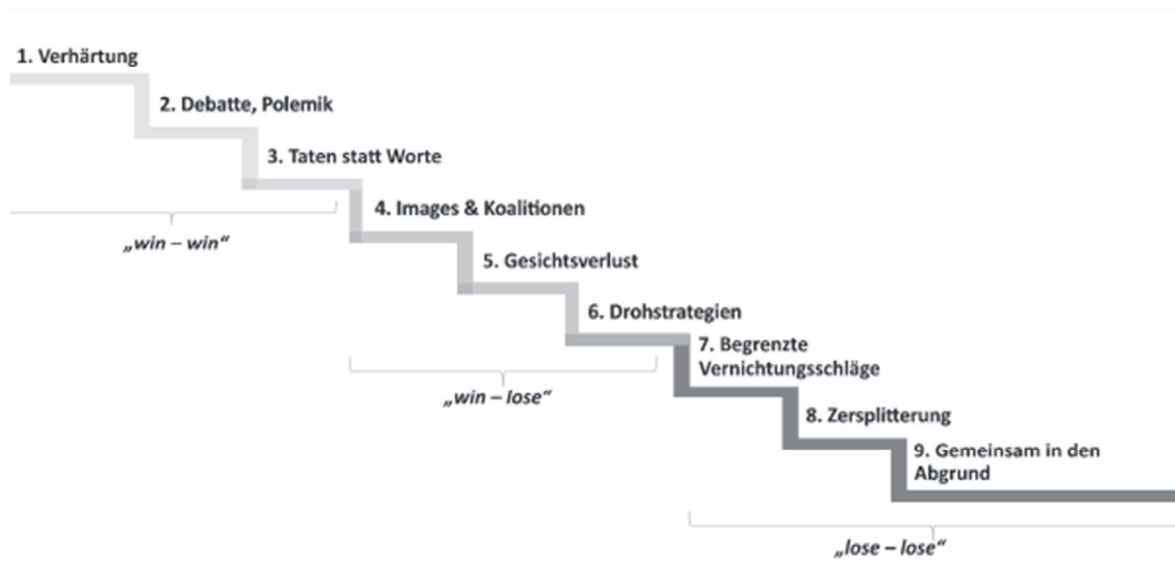 1. Verhärtung
2. Debatte, Polemik
3. Taten statt Worte
4. Images & Koalitionen
„win – win“
5. Gesichtsverlust
6. Drohstrategien
7. Begrenzte
Vernichtungsschläge
„win – lose“
8. Zersplitterung
9. Gemeinsam in den
Abgrund
„lose – lose“